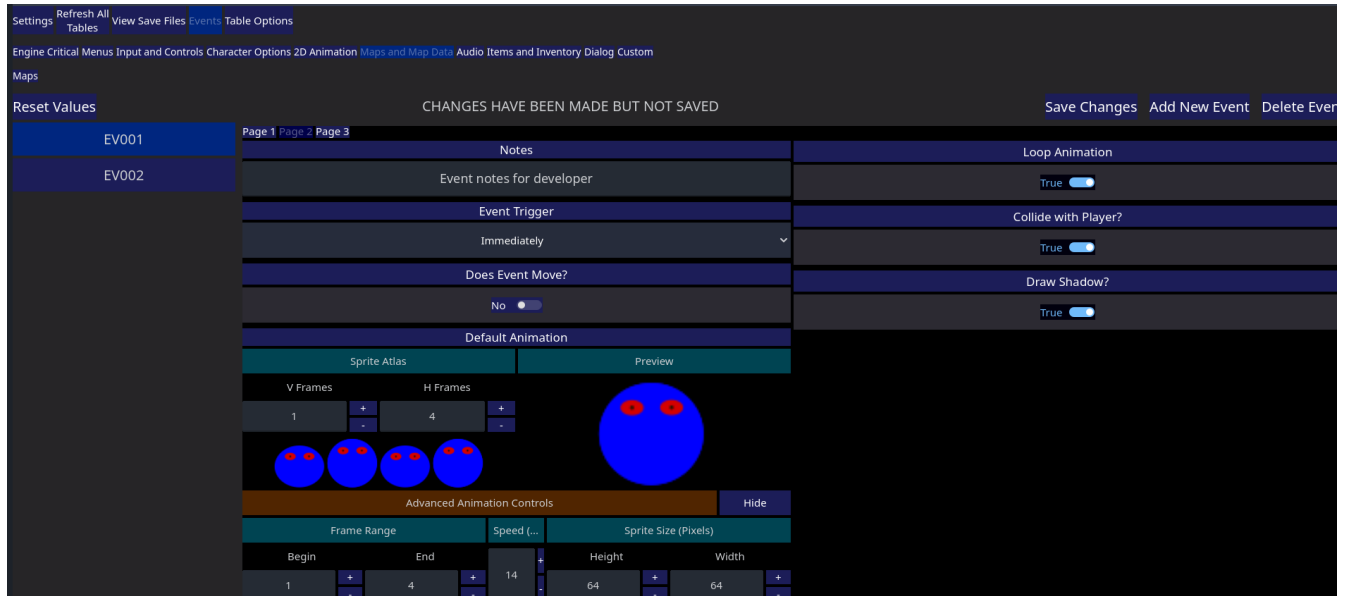 Settings Refresh All Tables View Save Files Events Table Options
Engine Critical Menus Input and Controls Character Options 2D Animation Maps and Map Data Audio Items and Inventory Dialog Custom
Maps
Reset Values CHANGES HAVE BEEN MADE BUT NOT SAVED Save Changes Add New Event Delete Even
EV001
EV002
Page 1 Page 2 Page 3
Notes
Event notes for developer
Event Trigger
Immediately
Does Event Move?
No
Default Animation
Sprite Atlas Preview
V Frames H Frames
1 + - 4 + -
Advanced Animation Controls Hide
Frame Range Speed (... Sprite Size (Pixels)
Begin End Height Width
1 + - 4 + - 14 + - 64 + - 64 + -
Loop Animation
True
Collide with Player?
True
Draw Shadow?
True